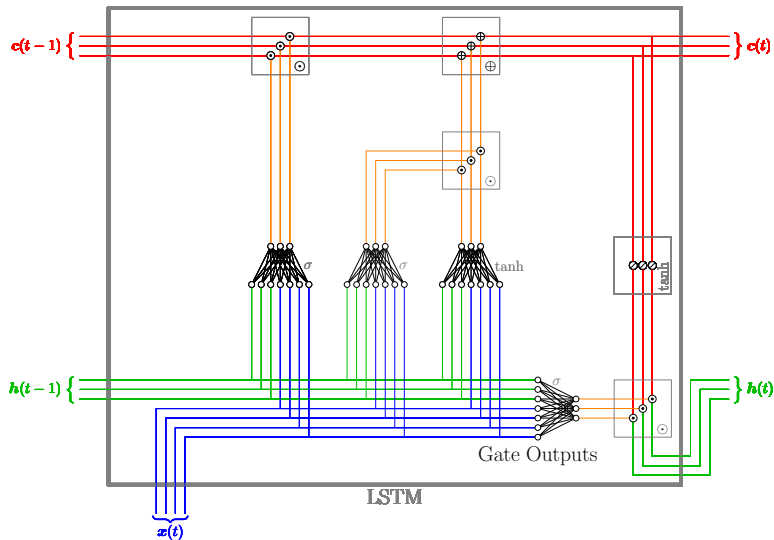 c(t−1) {
} c(t)
⊙
⊕
⊙
σ
σ
tanh
tanh
h(t−1) {
σ
} h(t)
⊙
Gate Outputs
LSTM
x(t)